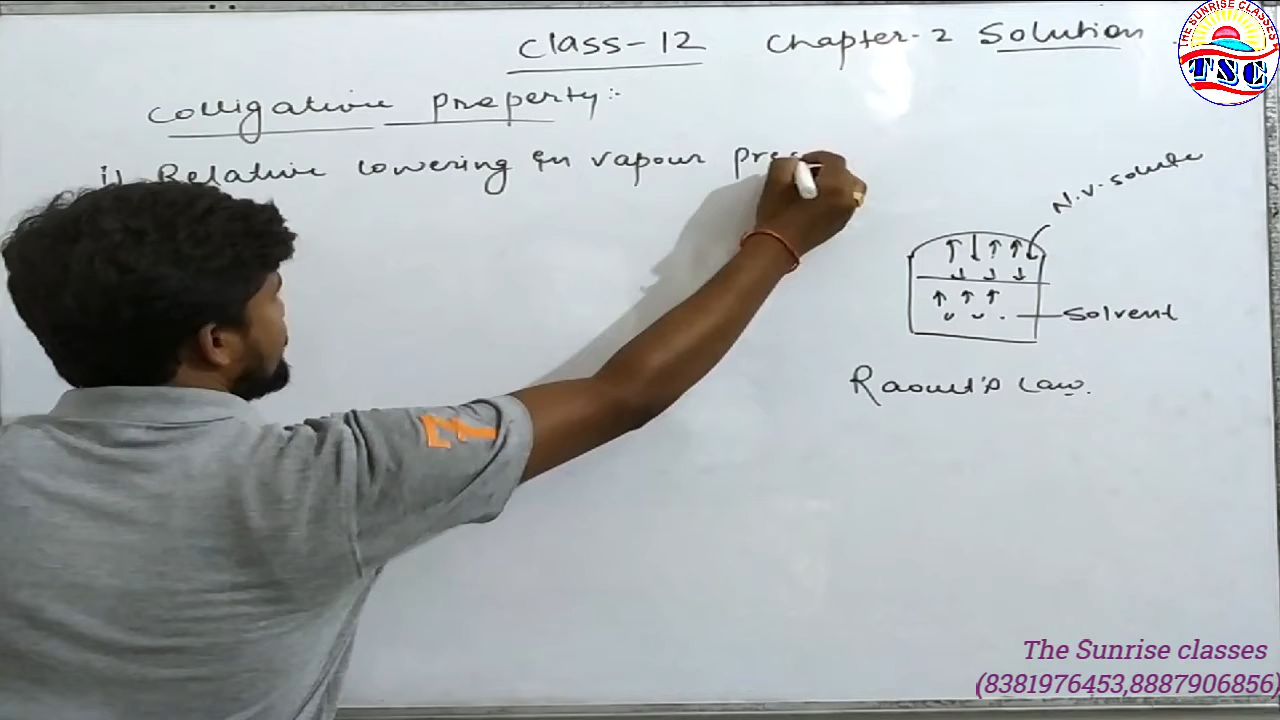 Class-12 Chapter-2 Solution
THE SUNRISE CLASSES
TSC
Colligative property:-
i) Relative lowering in vapour pres
N.V. solute
Solvent
Raoult's Law.
The Sunrise classes
(8381976453,8887906856)